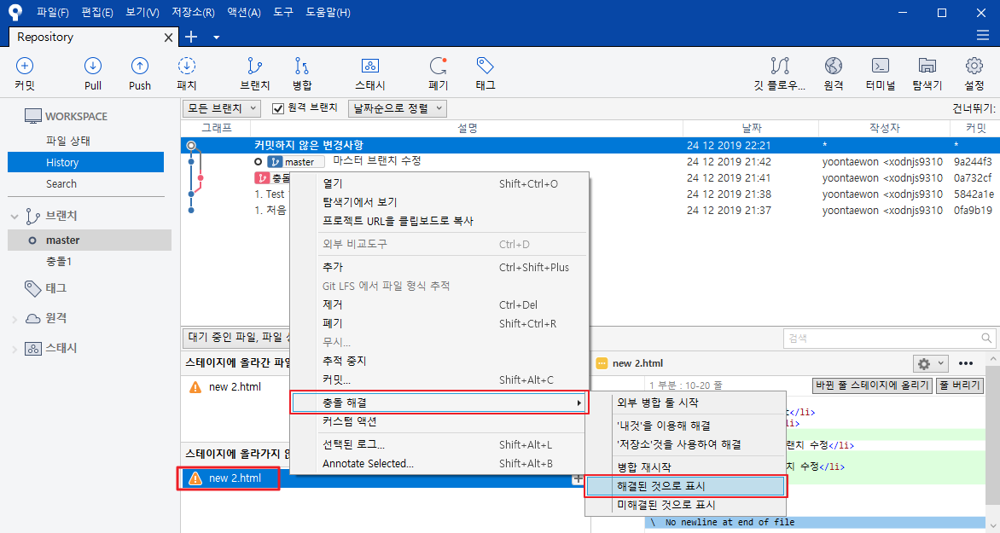 파일(F) 편집(E) 보기(V) 저장소(R) 액션(A) 도구 도움말(H)
Repository
커밋 Pull Push 패치 브랜치 병합 스태시 폐기 태그 깃 플로우... 원격 터미널 탐색기 설정
WORKSPACE
파일 상태
History
Search
브랜치
master
충돌1
태그
원격
스태시
모든 브랜치 원격 브랜치 날짜순으로 정렬 건너뛰기:
그래프 설명 날짜 작성자 커밋
커밋하지 않은 변경사항 24 12 2019 22:21 * *
master 마스터 브랜치 수정 24 12 2019 21:42 yoontaewon <xodnjs9310 9a244f3
24 12 2019 21:41 yoontaewon <xodnjs9310 0a732cf
1. Test 24 12 2019 21:38 yoontaewon <xodnjs9310 5842a1e
1. 처음 24 12 2019 21:37 yoontaewon <xodnjs9310 0fa9b19
열기 Shift+Ctrl+O
탐색기에서 보기
프로젝트 URL을 클립보드로 복사
외부 비교도구 Ctrl+D
추가 Ctrl+Shift+Plus
Git LFS 에서 파일 형식 추적
제거 Ctrl+Del
폐기 Shift+Ctrl+R
무시...
추적 중지
커밋... Shift+Alt+C
충돌 해결
커스텀 액션
선택된 로그... Shift+Alt+L
Annotate Selected... Shift+Alt+B
대기 중인 파일, 파일
검색
스테이지에 올라간
new 2.html
스테이지에 올라가지
new 2.html
new 2.html
1 부분 : 10-20 줄 바뀐 줄 스테이지에 올리기 줄 버리기
</li>
li>
수정</li>
수정</li>
외부 병합 툴 시작
'내것'을 이용해 해결
'저장소'것을 사용하여 해결
병합 재시작
해결된 것으로 표시
미해결된 것으로 표시
\ No newline at end of file